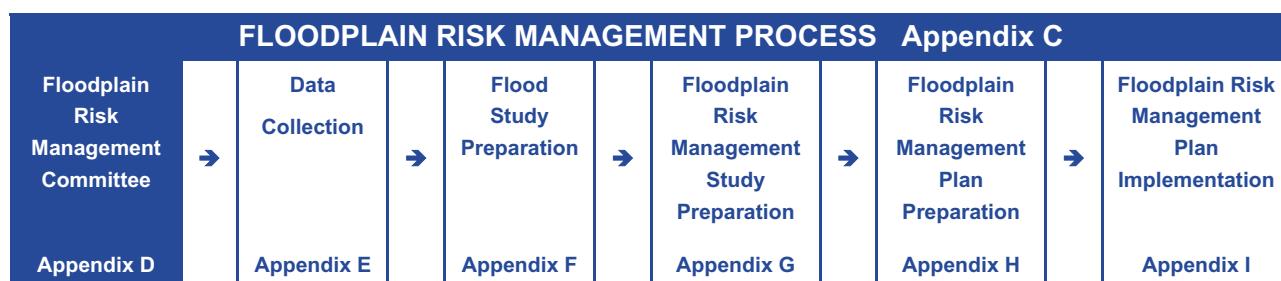 FLOODPLAIN RISK MANAGEMENT PROCESS Appendix C
Floodplain
Risk
Management
Committee
Appendix D
➔
Data
Collection
Appendix E
➔
Flood
Study
Preparation
Appendix F
➔
Floodplain
Risk
Management
Study
Preparation
Appendix G
➔
Floodplain
Risk
Management
Plan
Preparation
Appendix H
➔
Floodplain Risk
Management
Plan
Implementation
Appendix I